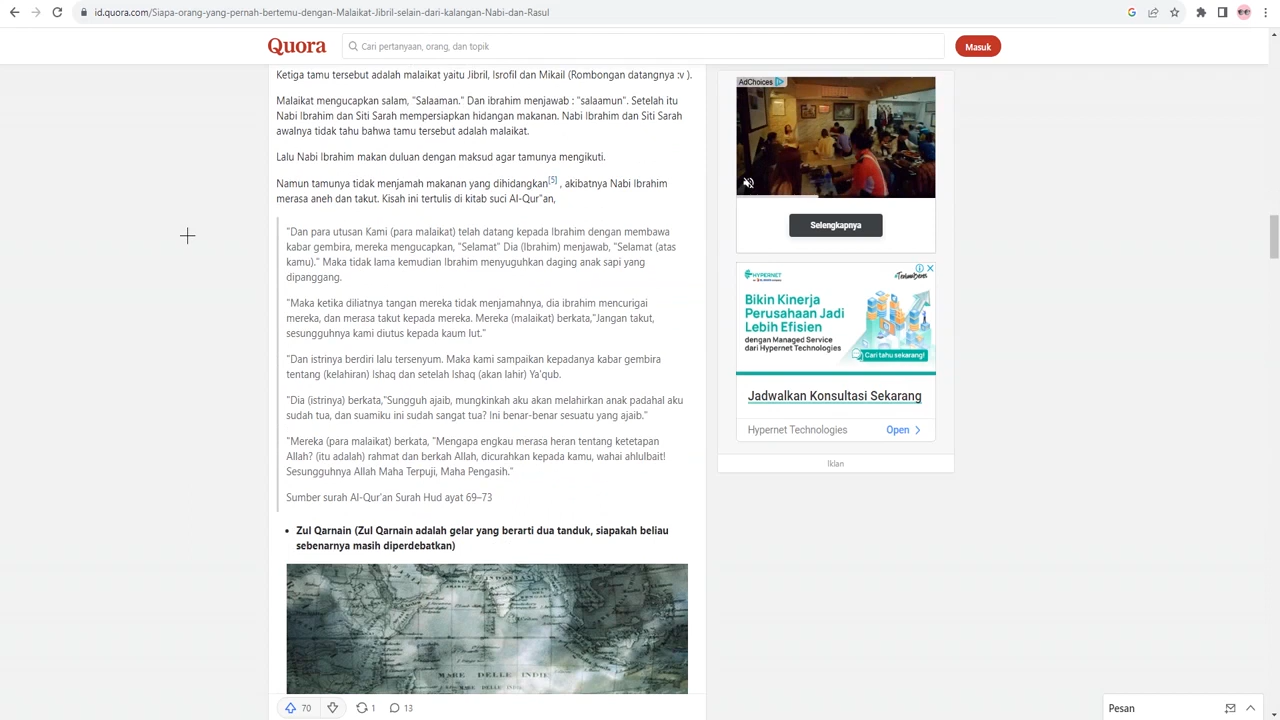 id.quora.com/Siapa-orang-yang-pernah-bertemu-dengan-Malaikat-Jibril-selain-dari-kalangan-Nabi-dan-Rasul
Quora
Cari pertanyaan, orang, dan topik
Masuk
Ketiga tamu tersebut adalah malaikat yaitu Jibril, Isrofil dan Mikail (Rombongan datangnya :v ).
Malaikat mengucapkan salam, "Salaaman." Dan ibrahim menjawab : "salaamun". Setelah itu
Nabi Ibrahim dan Siti Sarah mempersiapkan hidangan makanan. Nabi Ibrahim dan Siti Sarah
awalnya tidak tahu bahwa tamu tersebut adalah malaikat.
Lalu Nabi Ibrahim makan duluan dengan maksud agar tamunya mengikuti.
Namun tamunya tidak menjamah makanan yang dihidangkan[5] , akibatnya Nabi Ibrahim
merasa aneh dan takut. Kisah ini tertulis di kitab suci Al-Qur"an,
"Dan para utusan Kami (para malaikat) telah datang kepada Ibrahim dengan membawa
kabar gembira, mereka mengucapkan, "Selamat" Dia (Ibrahim) menjawab, "Selamat (atas
kamu)." Maka tidak lama kemudian Ibrahim menyuguhkan daging anak sapi yang
dipanggang.
"Maka ketika diliatnya tangan mereka tidak menjamahnya, dia ibrahim mencurigai
mereka, dan merasa takut kepada mereka. Mereka (malaikat) berkata,"Jangan takut,
sesungguhnya kami diutus kepada kaum lut."
"Dan istrinya berdiri lalu tersenyum. Maka kami sampaikan kepadanya kabar gembira
tentang (kelahiran) Ishaq dan setelah Ishaq (akan lahir) Ya'qub.
"Dia (istrinya) berkata,"Sungguh ajaib, mungkinkah aku akan melahirkan anak padahal aku
sudah tua, dan suamiku ini sudah sangat tua? Ini benar-benar sesuatu yang ajaib."
"Mereka (para malaikat) berkata, "Mengapa engkau merasa heran tentang ketetapan
Allah? (itu adalah) rahmat dan berkah Allah, dicurahkan kepada kamu, wahai ahlulbait!
Sesungguhnya Allah Maha Terpuji, Maha Pengasih."
Sumber surah Al-Qur'an Surah Hud ayat 69–73
• Zul Qarnain (Zul Qarnain adalah gelar yang berarti dua tanduk, siapakah beliau
sebenarnya masih diperdebatkan)
MARE DELLE INDIE
70
1
13
AdChoices
Selengkapnya
HYPERNET
Bikin Kinerja
Perusahaan Jadi
Lebih Efisien
dengan Managed Service
dari Hypernet Technologies
Cari tahu sekarang!
Jadwalkan Konsultasi Sekarang
Hypernet Technologies
Open
Iklan
Pesan